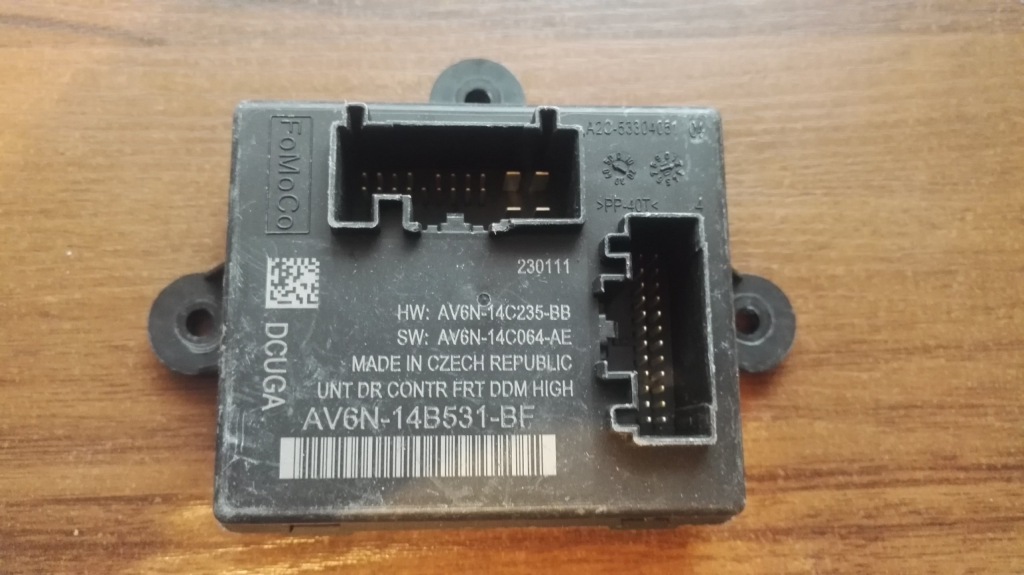 FoMoCo
A2C-53304051
>PP-40T<
4
230111
HW: AV6N-14C235-BB
SW: AV6N-14C064-AE
MADE IN CZECH REPUBLIC
UNT DR CONTR FRT DDM HIGH
AV6N-14B531-BF
DCUGA